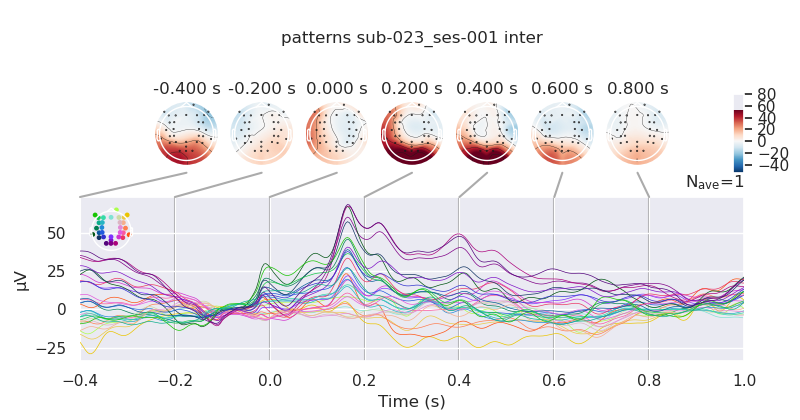 patterns sub-023_ses-001 inter
-0.400 s -0.200 s 0.000 s 0.200 s 0.400 s 0.600 s 0.800 s
80
60
40
20
0
−20
−40
Nave=1
50
25
0
−25
µV
−0.4 −0.2 0.0 0.2 0.4 0.6 0.8 1.0
Time (s)